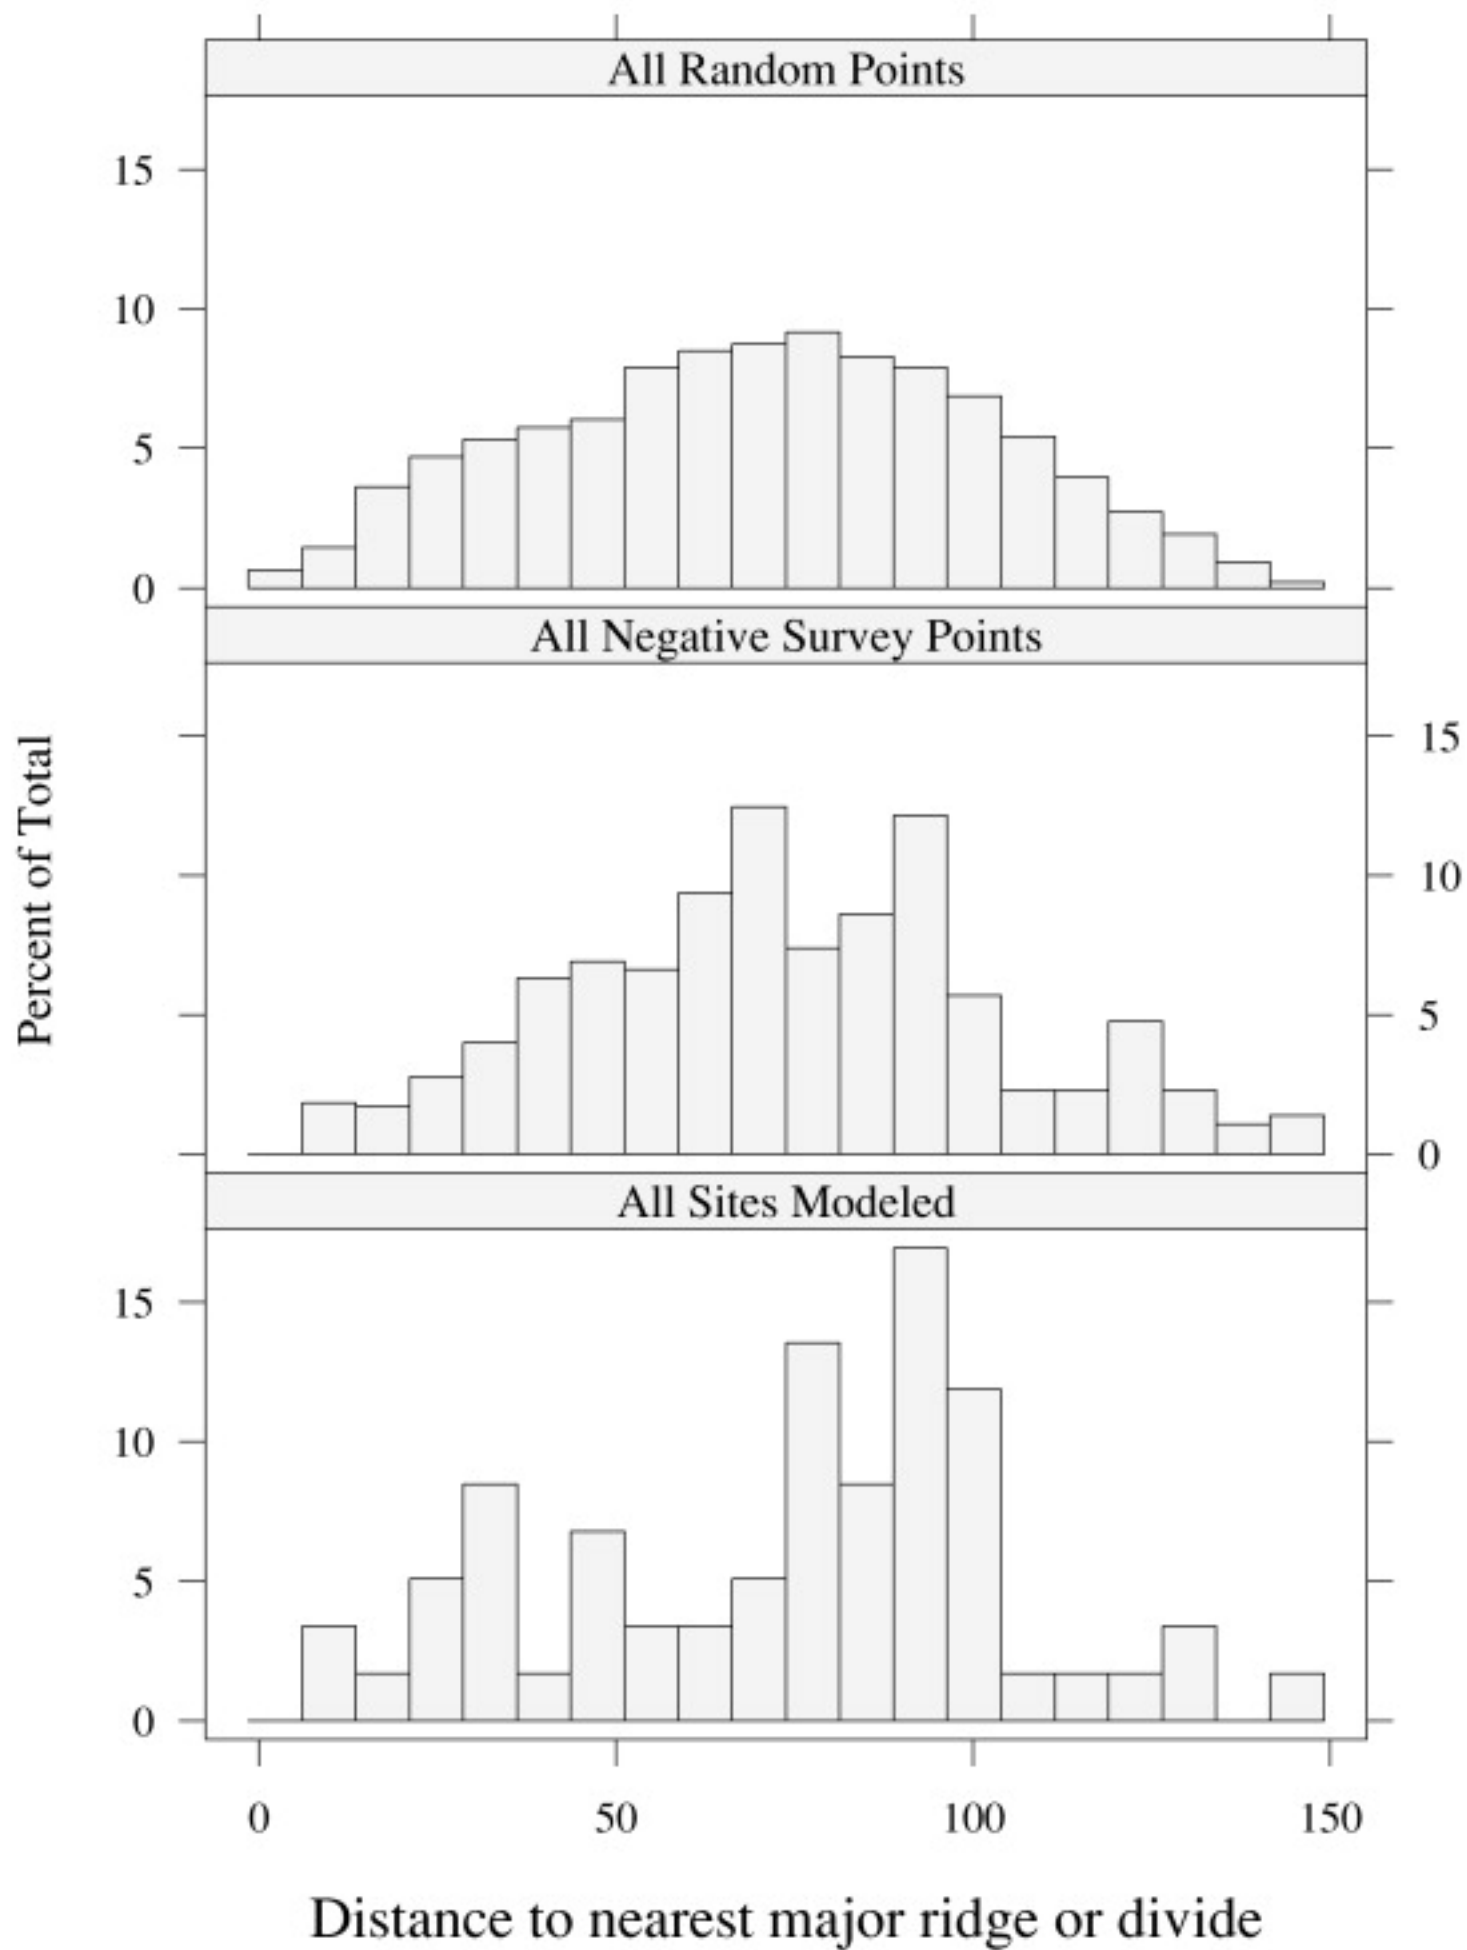 All Random Points
15
10
5
0
All Negative Survey Points
15
10
5
0
Percent of Total
All Sites Modeled
15
10
5
0
0 50 100 150
Distance to nearest major ridge or divide